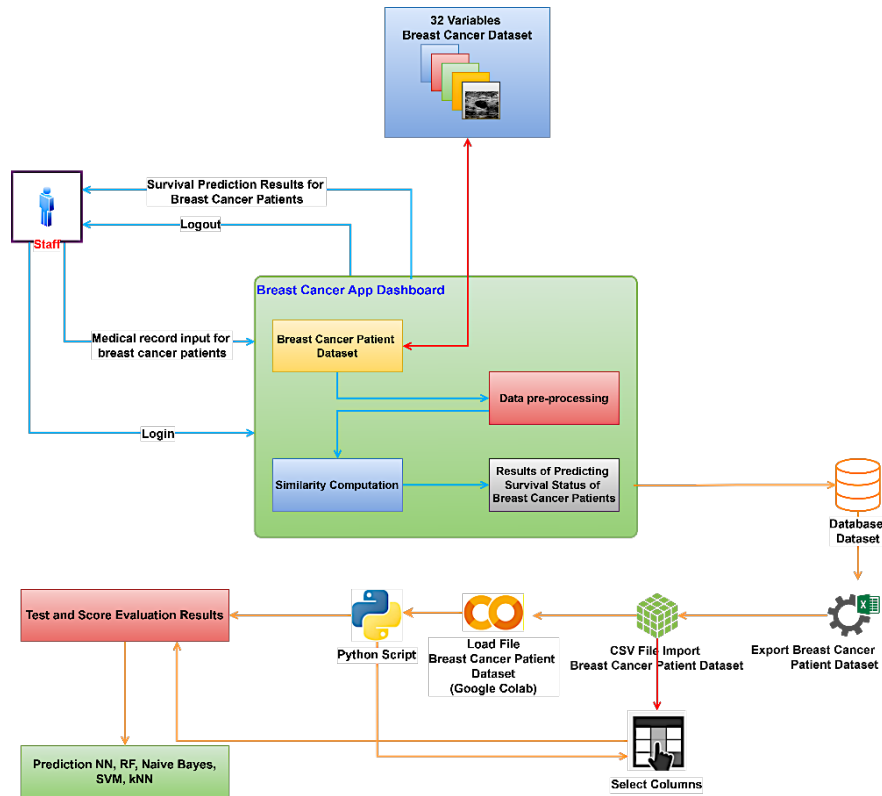 32 Variables
Breast Cancer Dataset
Survival Prediction Results for
Breast Cancer Patients
Logout
Staff
Breast Cancer App Dashboard
Medical record input for
breast cancer patients
Breast Cancer Patient
Dataset
Data pre-processing
Login
Similarity Computation
Results of Predicting
Survival Status of
Breast Cancer Patients
Database
Dataset
Test and Score Evaluation Results
Python Script
Load File
Breast Cancer Patient
Dataset
(Google Colab)
CSV File Import
Breast Cancer Patient Dataset
Export Breast Cancer
Patient Dataset
Prediction NN, RF, Naive Bayes,
SVM, kNN
Select Columns